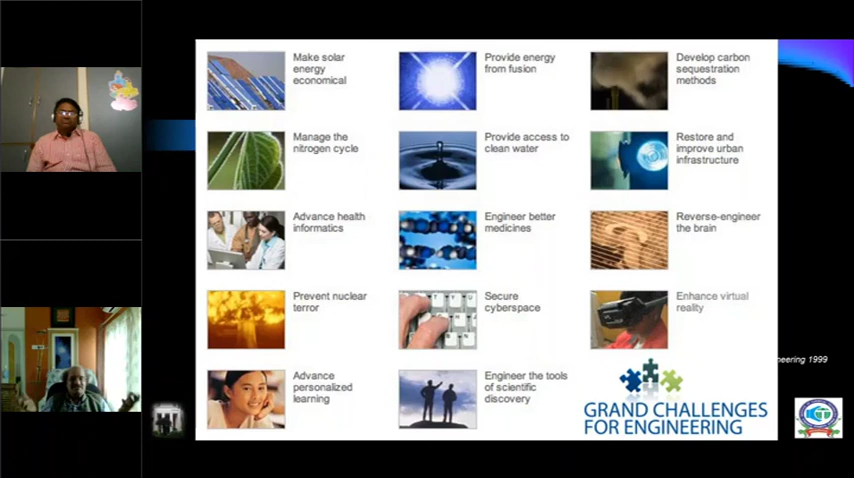 Make solar
energy
economical
Provide energy
from fusion
Develop carbon
sequestration
methods
Manage the
nitrogen cycle
Provide access to
clean water
Restore and
improve urban
infrastructure
Advance health
informatics
Engineer better
medicines
Reverse-engineer
the brain
Prevent nuclear
terror
Secure
cyberspace
Enhance virtual
reality
Advance
personalized
learning
Engineer the tools
of scientific
discovery
GRAND CHALLENGES
FOR ENGINEERING
neering 1999